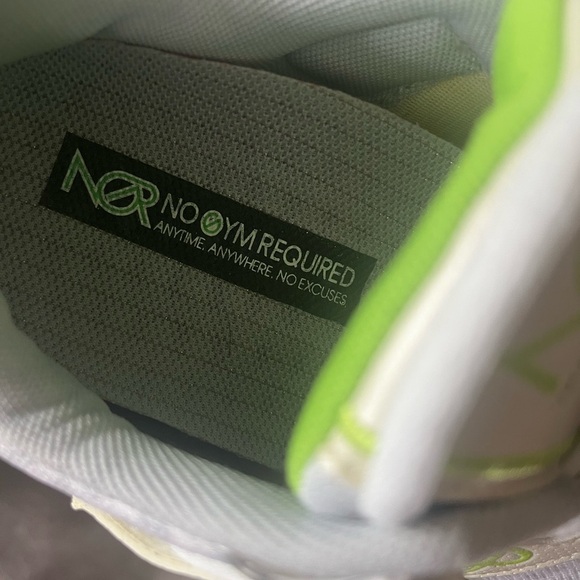 NGR NO GYM REQUIRED
ANYTIME. ANYWHERE. NO EXCUSES